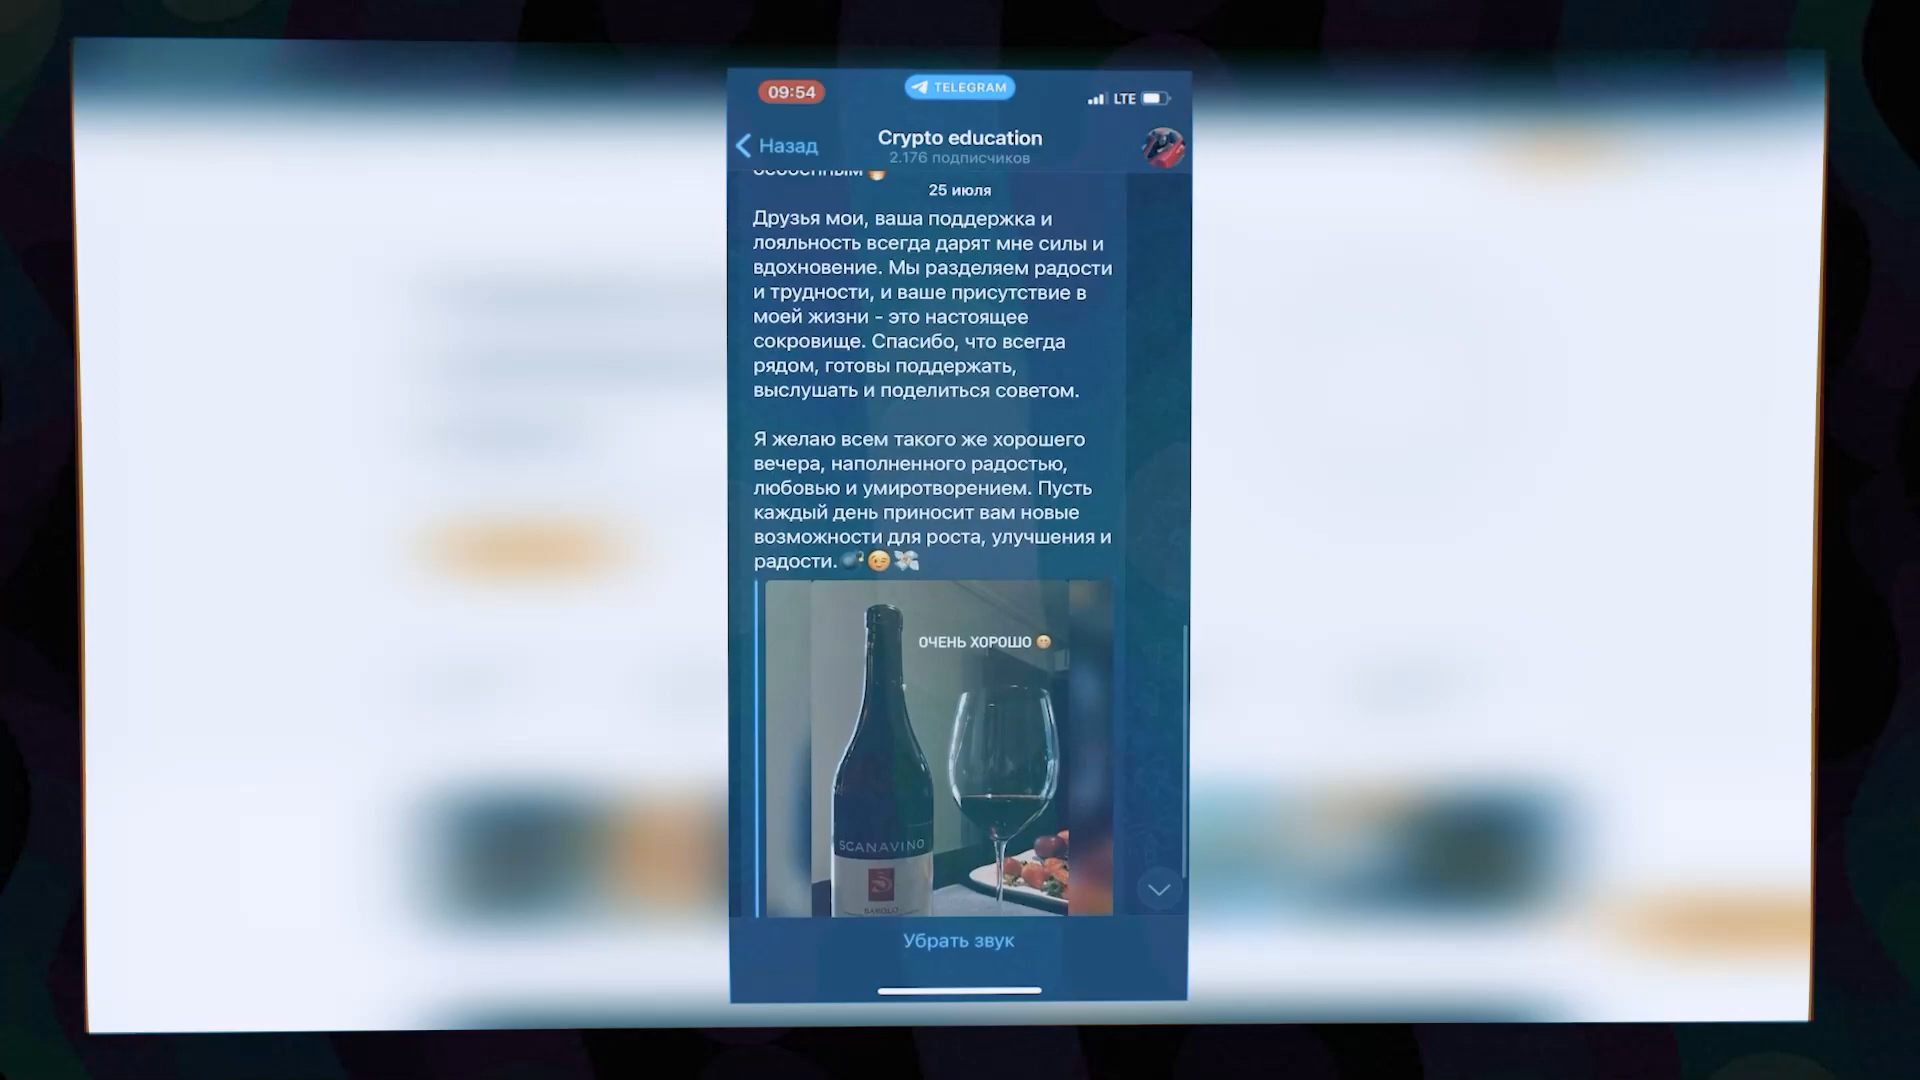 09:54
TELEGRAM
LTE
Назад
Crypto education
2.176 подписчиков
особенным
25 июля
Друзья мои, ваша поддержка и
лояльность всегда дарят мне силы и
вдохновение. Мы разделяем радости
и трудности, и ваше присутствие в
моей жизни - это настоящее
сокровище. Спасибо, что всегда
рядом, готовы поддержать,
выслушать и поделиться советом.
Я желаю всем такого же хорошего
вечера, наполненного радостью,
любовью и умиротворением. Пусть
каждый день приносит вам новые
возможности для роста, улучшения и
радости.💣😉💸
ОЧЕНЬ ХОРОШО 😁
SCANAVINO
BAROLO
Убрать звук